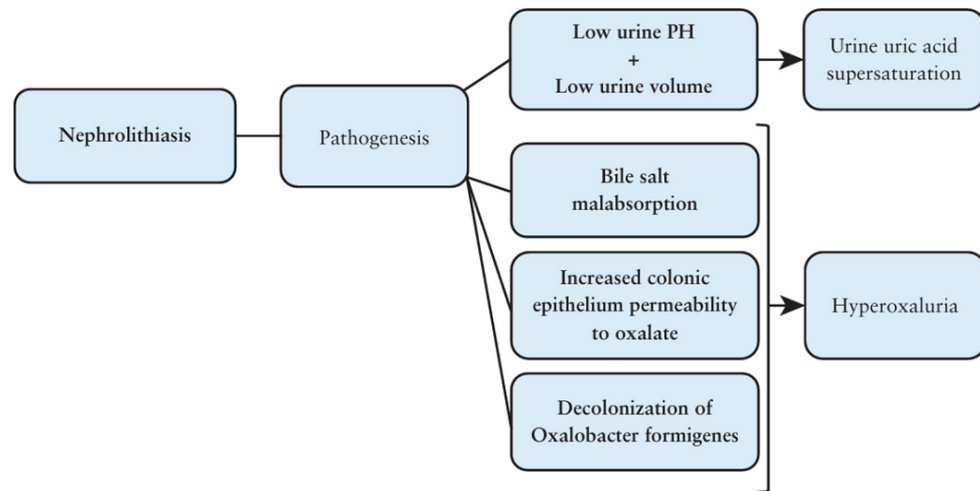 Nephrolithiasis
Pathogenesis
Low urine PH
+
Low urine volume
Urine uric acid
supersaturation
Bile salt
malabsorption
Increased colonic
epithelium permeability
to oxalate
Decolonization of
Oxalobacter formigenes
Hyperoxaluria